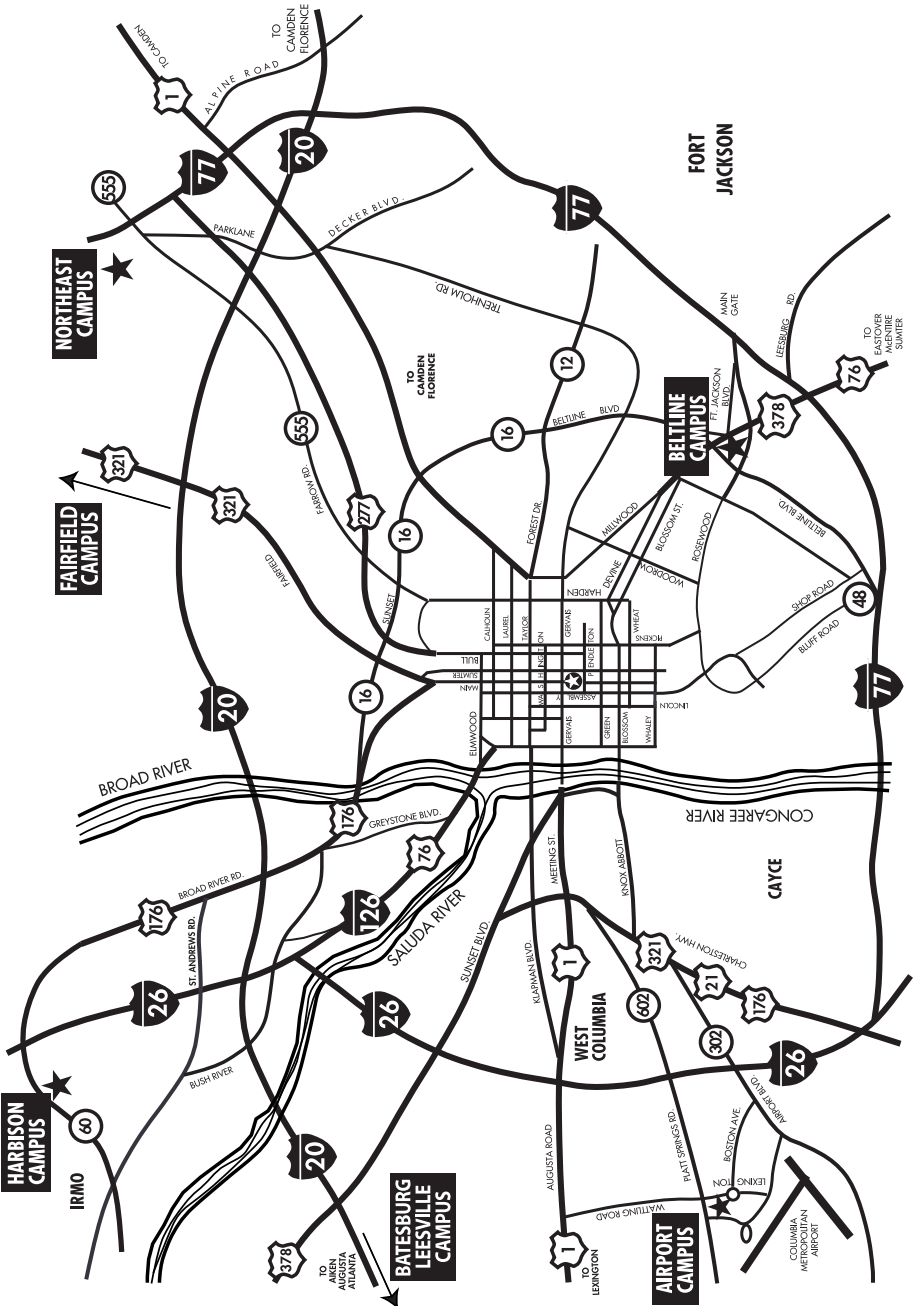 HARBISON
CAMPUS
IRMO
60
BATESBURG
LEESVILLE
CAMPUS
TO
AIKEN
AUGUSTA
ATLANTA
378
20
BUSH RIVER
26
ST. ANDREWS RD.
176
BROAD RIVER RD.
BROAD RIVER
126
76
GREYSTONE BLVD.
176
SALUDA RIVER
SUNSET BLVD.
26
20
FAIRFIELD
CAMPUS
321
321
FAIRFIELD
16
SUNSET
277
16
FARROW RD.
555
NORTHEAST
CAMPUS
555
77
PARKLANE
DECKER BLVD.
1
TO CAMDEN
ALPINE ROAD
TO
CAMDEN
FLORENCE
20
TRENHOLM RD.
TO
CAMDEN
FLORENCE
77
FORT
JACKSON
16
BELTLINE BLVD
12
FOREST DR.
BELTLINE
CAMPUS
FT. JACKSON
BLVD.
MAIN
GATE
LEESBURG RD.
378
76
TO
EASTOVER
McENTIRE
SUMTER
MILLWOOD
BLOSSOM ST.
DEVINE
WOODROW
ROSEWOOD
BELTLINE BLVD.
SHOP ROAD
BLUFF ROAD
48
77
ELMWOOD
CALHOUN
LAUREL
TAYLOR
WASHINGTON
GERVAIS
PENDLETON
WHEAT
HARDEN
PICKENS
BULL
SUMTER
MAIN
ASSEMBLY
LINCOLN
GERVAIS
GREEN
BLOSSOM
WHALEY
CONGAREE RIVER
CAYCE
MEETING ST.
KNOX ABBOTT
KLAPMAN BLVD.
1
WEST
COLUMBIA
321
21
176
CHARLESTON HWY.
602
302
26
AUGUSTA ROAD
PLATT SPRINGS RD.
BOSTON AVE.
AIRPORT BLVD.
LEXINGTON
WATTLING ROAD
AIRPORT
CAMPUS
COLUMBIA
METROPOLITAN
AIRPORT
1
TO
LEXINGTON